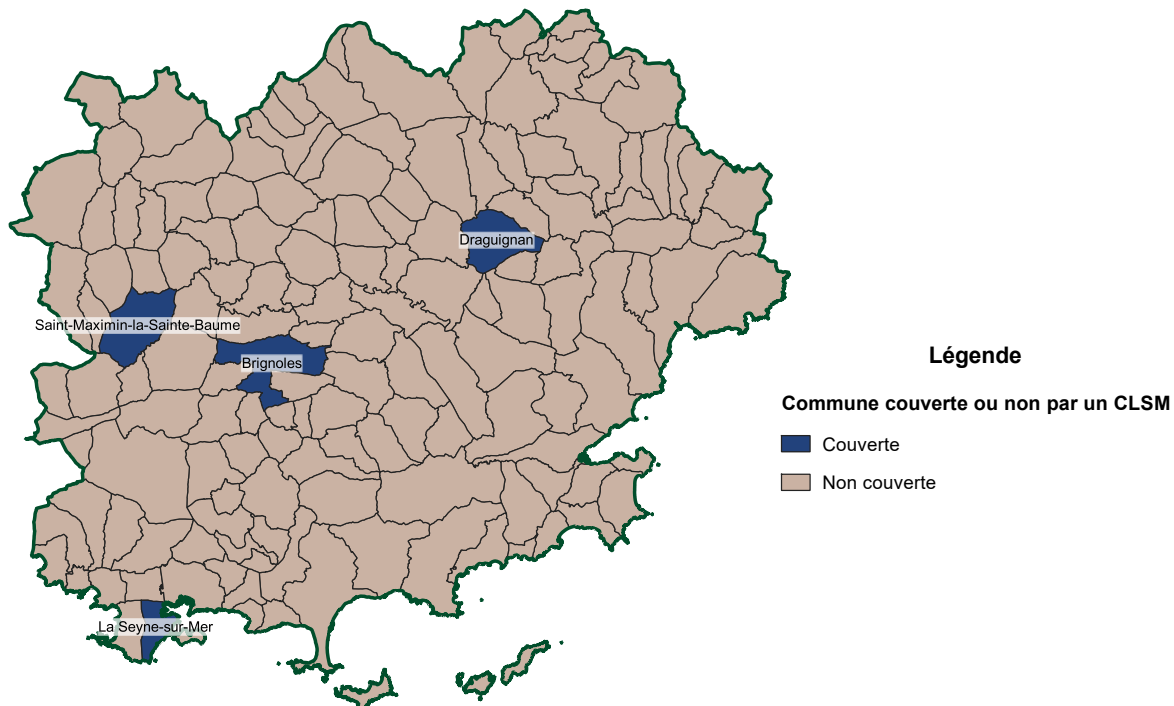 Draguignan
Saint-Maximin-la-Sainte-Baume
Brignoles
La Seyne-sur-Mer
Légende
Commune couverte ou non par un CLSM
Couverte
Non couverte